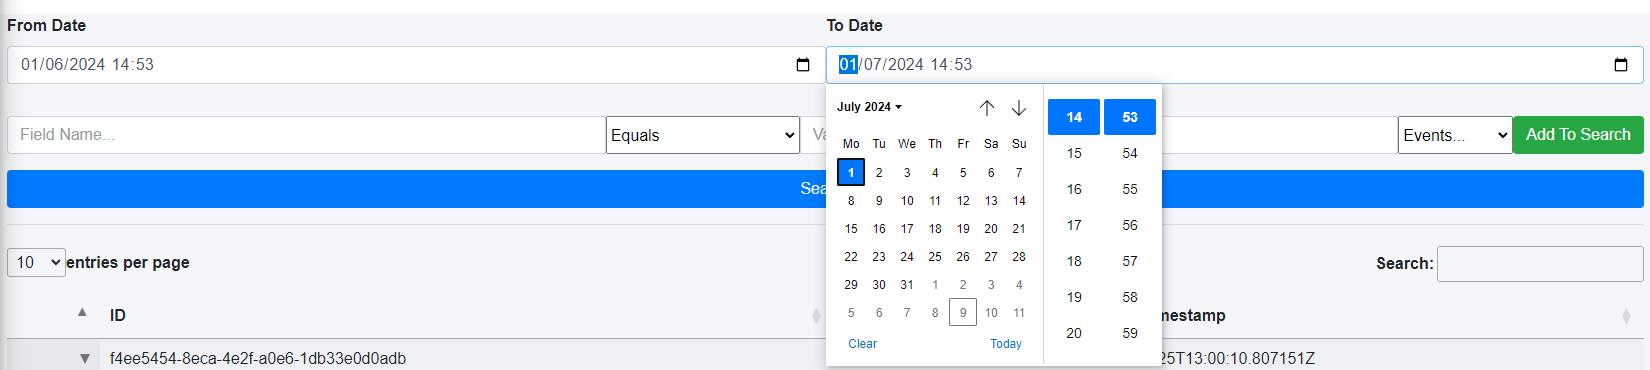 From Date To Date
01/06/2024 14:53 01/07/2024 14:53
July 2024 14 53
Field Name... Equals Events... Add To Search
Mo Tu We Th Fr Sa Su 15 54
1 2 3 4 5 6 7
16 55
8 9 10 11 12 13 14
15 16 17 18 19 20 21 17 56
22 23 24 25 26 27 28 18 57
10 entries per page Search:
29 30 31 1 2 3 4 19 58
5 6 7 8 9 10 11
ID
20 59
Clear Today
f4ee5454-8eca-4e2f-a0e6-1db33e0d0adb 25T13:00:10.807151Z